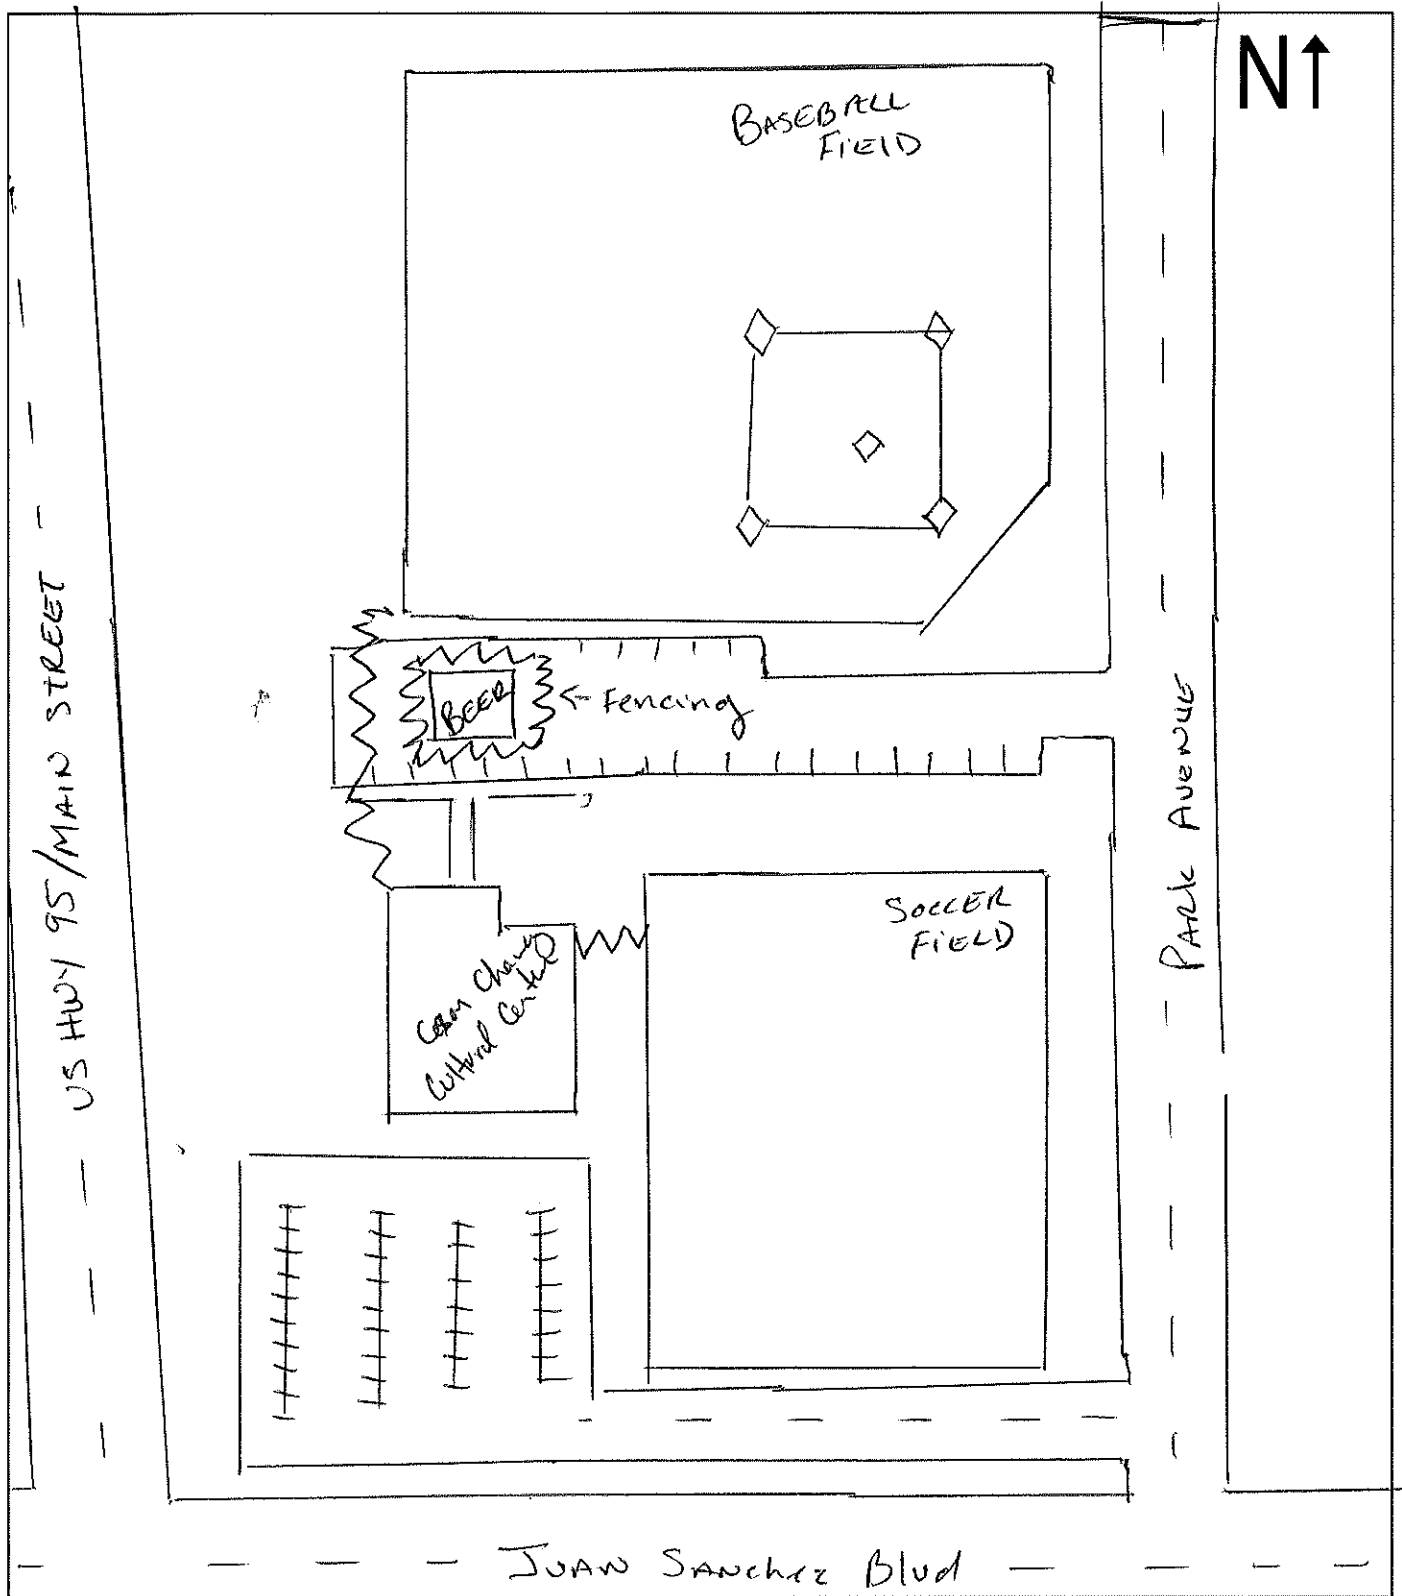 N↑
BASEBALL
FIELD
US HWY 95/MAIN STREET
BEER
← Fencing
PARK AVENUE
SOCCER
FIELD
Cultural Center
JUAN SANCHEZ Blvd